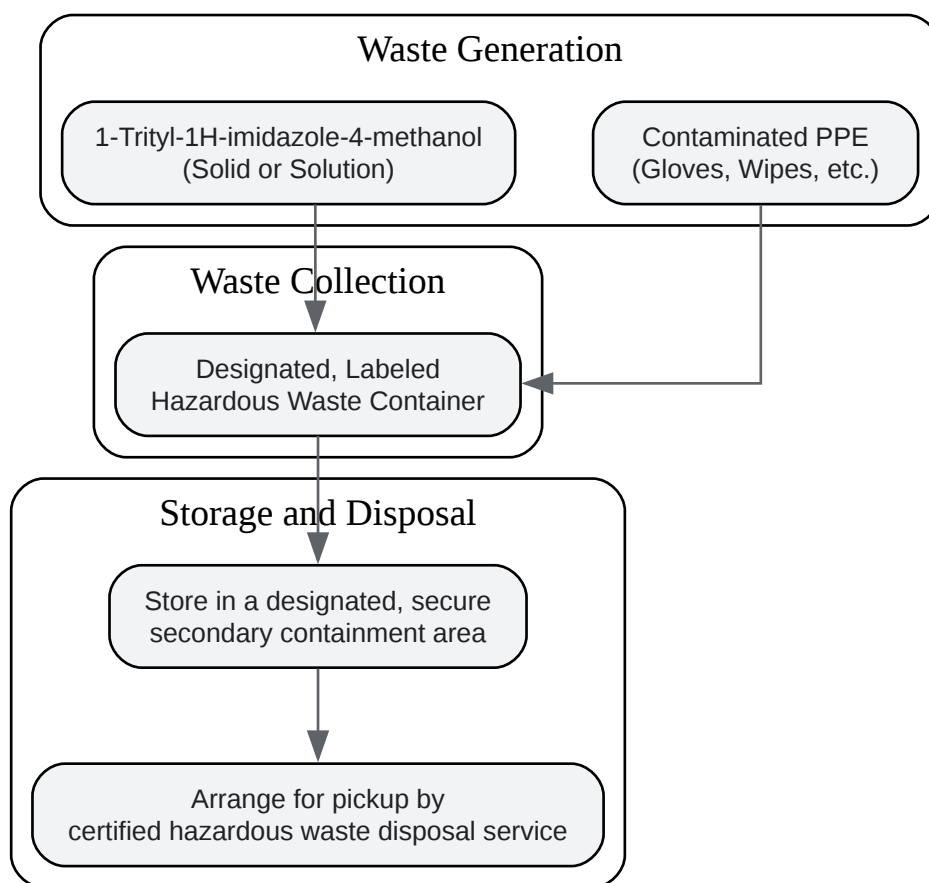 Waste Generation
1-Trityl-1H-imidazole-4-methanol
(Solid or Solution)
Contaminated PPE
(Gloves, Wipes, etc.)
Waste Collection
Designated, Labeled
Hazardous Waste Container
Storage and Disposal
Store in a designated, secure
secondary containment area
Arrange for pickup by
certified hazardous waste disposal service